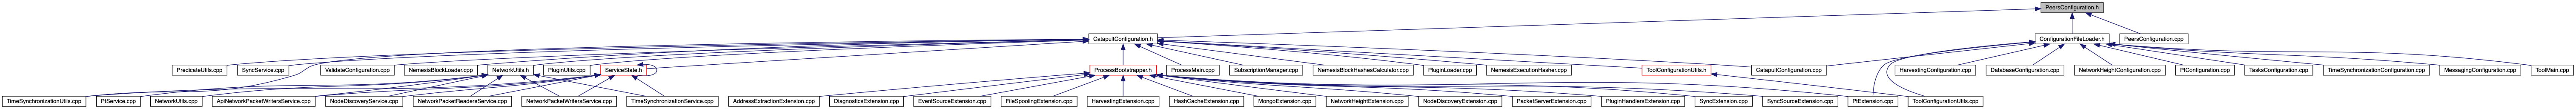 PeersConfiguration.h
CatapultConfiguration.h
ConfigurationFileLoader.h
PeersConfiguration.cpp
PredicateUtils.cpp
SyncService.cpp
ValidateConfiguration.cpp
NemesisBlockLoader.cpp
NetworkUtils.h
PluginUtils.cpp
ServiceState.h
ProcessBootstrapper.h
ProcessMain.cpp
SubscriptionManager.cpp
NemesisBlockHashesCalculator.cpp
PluginLoader.cpp
NemesisExecutionHasher.cpp
ToolConfigurationUtils.h
CatapultConfiguration.cpp
HarvestingConfiguration.cpp
DatabaseConfiguration.cpp
NetworkHeightConfiguration.cpp
PtConfiguration.cpp
TasksConfiguration.cpp
TimeSynchronizationConfiguration.cpp
MessagingConfiguration.cpp
ToolMain.cpp
TimeSynchronizationUtils.cpp
PtService.cpp
NetworkUtils.cpp
ApiNetworkPacketWritersService.cpp
NodeDiscoveryService.cpp
NetworkPacketReadersService.cpp
NetworkPacketWritersService.cpp
TimeSynchronizationService.cpp
AddressExtractionExtension.cpp
DiagnosticsExtension.cpp
EventSourceExtension.cpp
FileSpoolingExtension.cpp
HarvestingExtension.cpp
HashCacheExtension.cpp
MongoExtension.cpp
NetworkHeightExtension.cpp
NodeDiscoveryExtension.cpp
PacketServerExtension.cpp
PluginHandlersExtension.cpp
SyncExtension.cpp
SyncSourceExtension.cpp
PtExtension.cpp
ToolConfigurationUtils.cpp